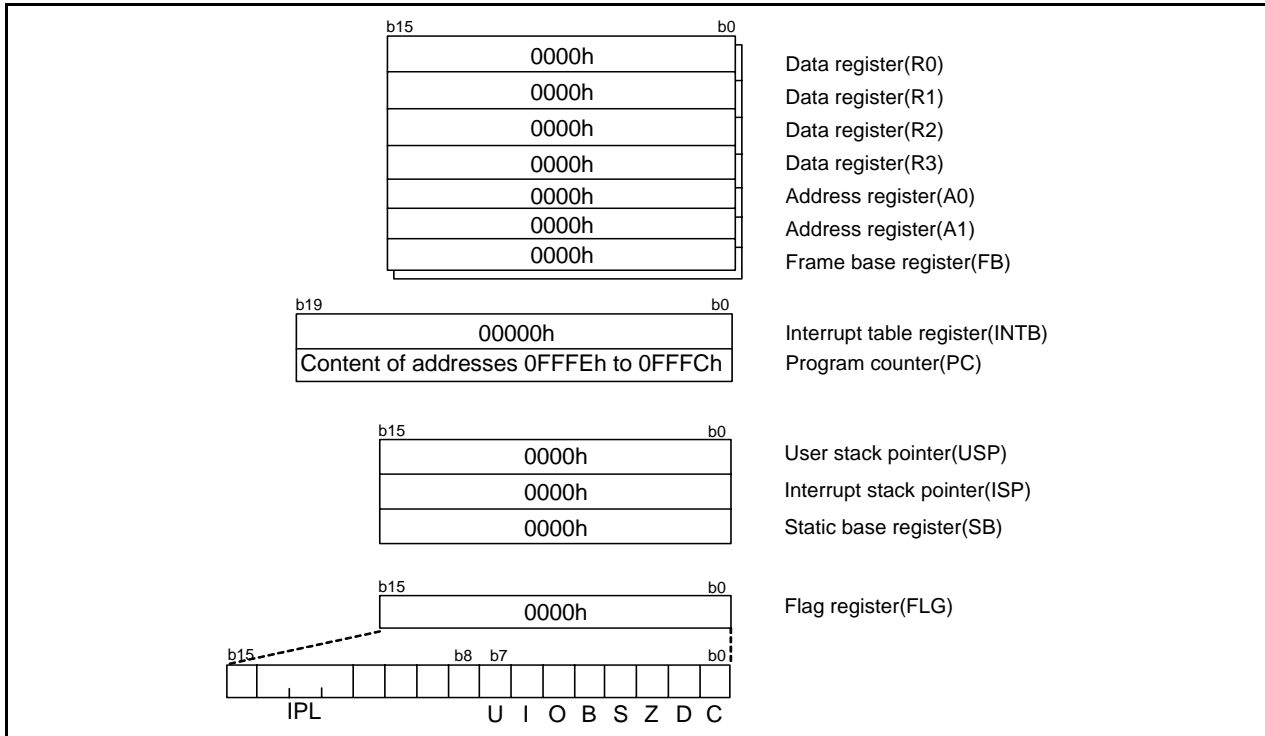 b15 b0
0000h Data register(R0)
0000h Data register(R1)
0000h Data register(R2)
0000h Data register(R3)
0000h Address register(A0)
0000h Address register(A1)
0000h Frame base register(FB)
b19 b0
00000h Interrupt table register(INTB)
Content of addresses 0FFFEh to 0FFFCh Program counter(PC)
b15 b0
0000h User stack pointer(USP)
0000h Interrupt stack pointer(ISP)
0000h Static base register(SB)
b15 b0
0000h Flag register(FLG)
b15 b8 b7 b0
IPL U I O B S Z D C